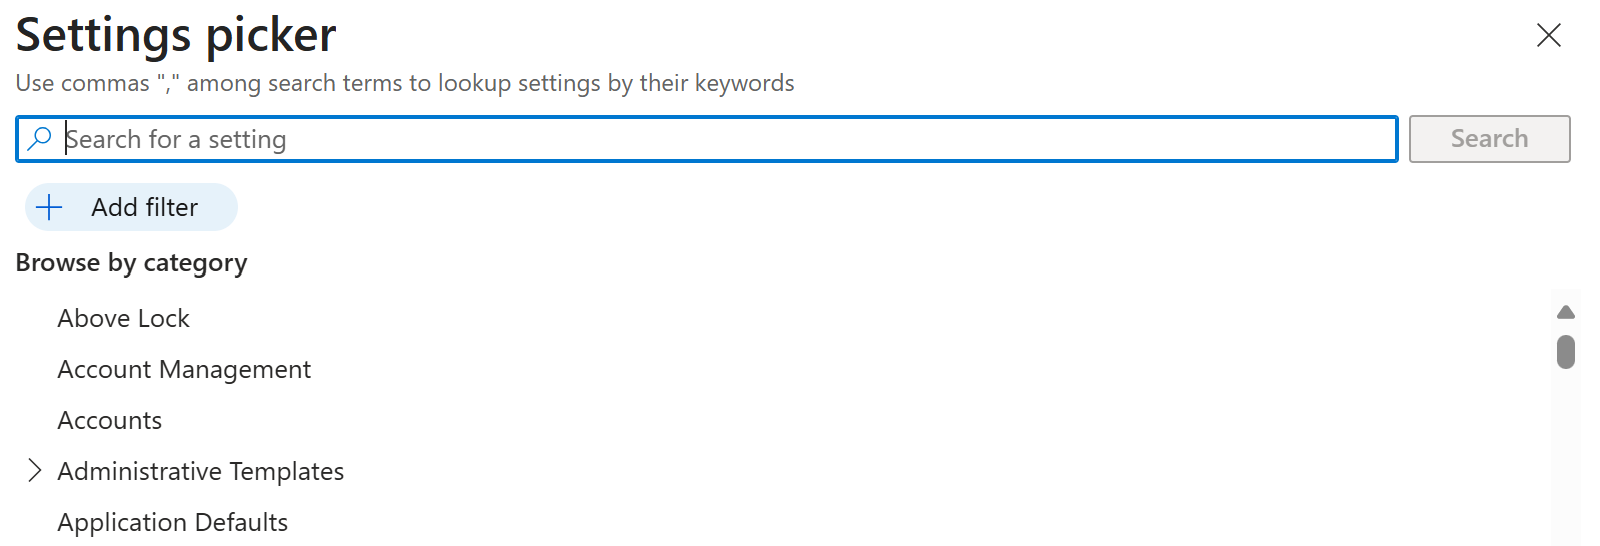 Settings picker
Use commas "," among search terms to lookup settings by their keywords
Search for a setting
Search
Add filter
Browse by category
Above Lock
Account Management
Accounts
Administrative Templates
Application Defaults